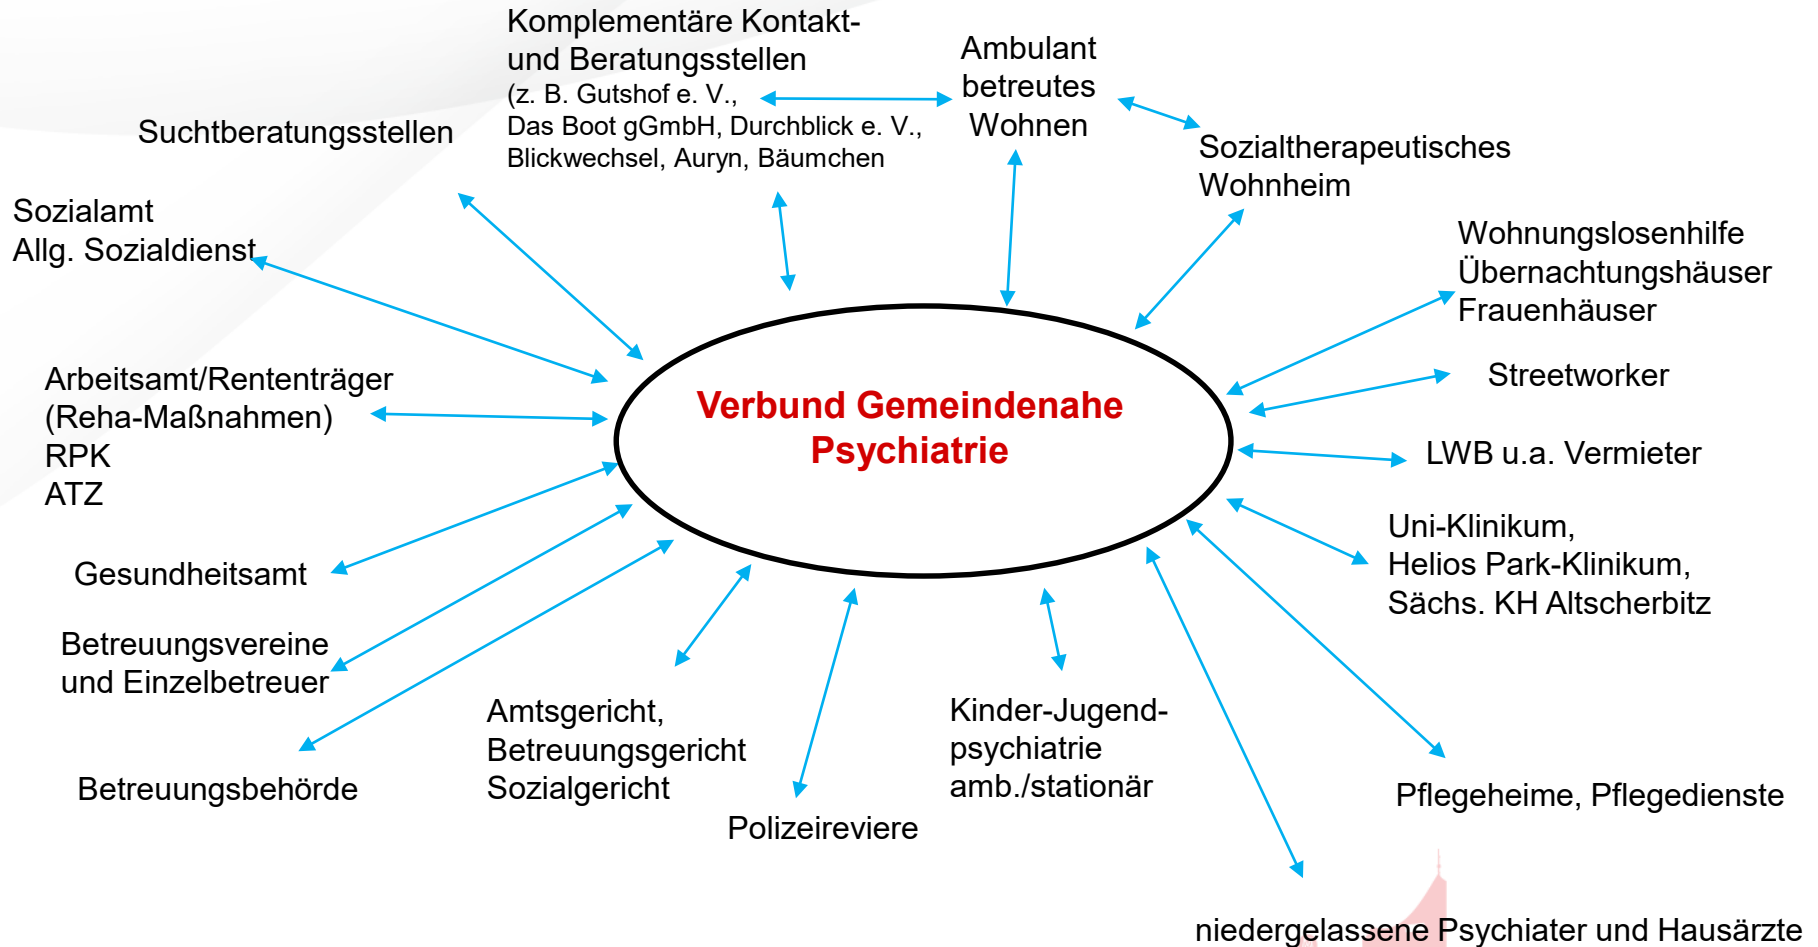 Komplementäre Kontakt-
und Beratungsstellen
(z. B. Gutshof e. V.,
Das Boot gGmbH, Durchblick e. V.,
Blickwechsel, Auryn, Bäumchen
Ambulant
betreutes
Wohnen
Suchtberatungsstellen
Sozialtherapeutisches
Wohnheim
Sozialamt
Allg. Sozialdienst
Wohnungslosenhilfe
Übernachtungshäuser
Frauenhäuser
Arbeitsamt/Rententräger
(Reha-Maßnahmen)
RPK
ATZ
Verbund Gemeindenahe
Psychiatrie
Streetworker
LWB u.a. Vermieter
Uni-Klinikum,
Helios Park-Klinikum,
Sächs. KH Altscherbitz
Gesundheitsamt
Betreuungsvereine
und Einzelbetreuer
Betreuungsbehörde
Amtsgericht,
Betreuungsgericht
Sozialgericht
Polizeireviere
Kinder-Jugend-
psychiatrie
amb./stationär
Pflegeheime, Pflegedienste
niedergelassene Psychiater und Hausärzte